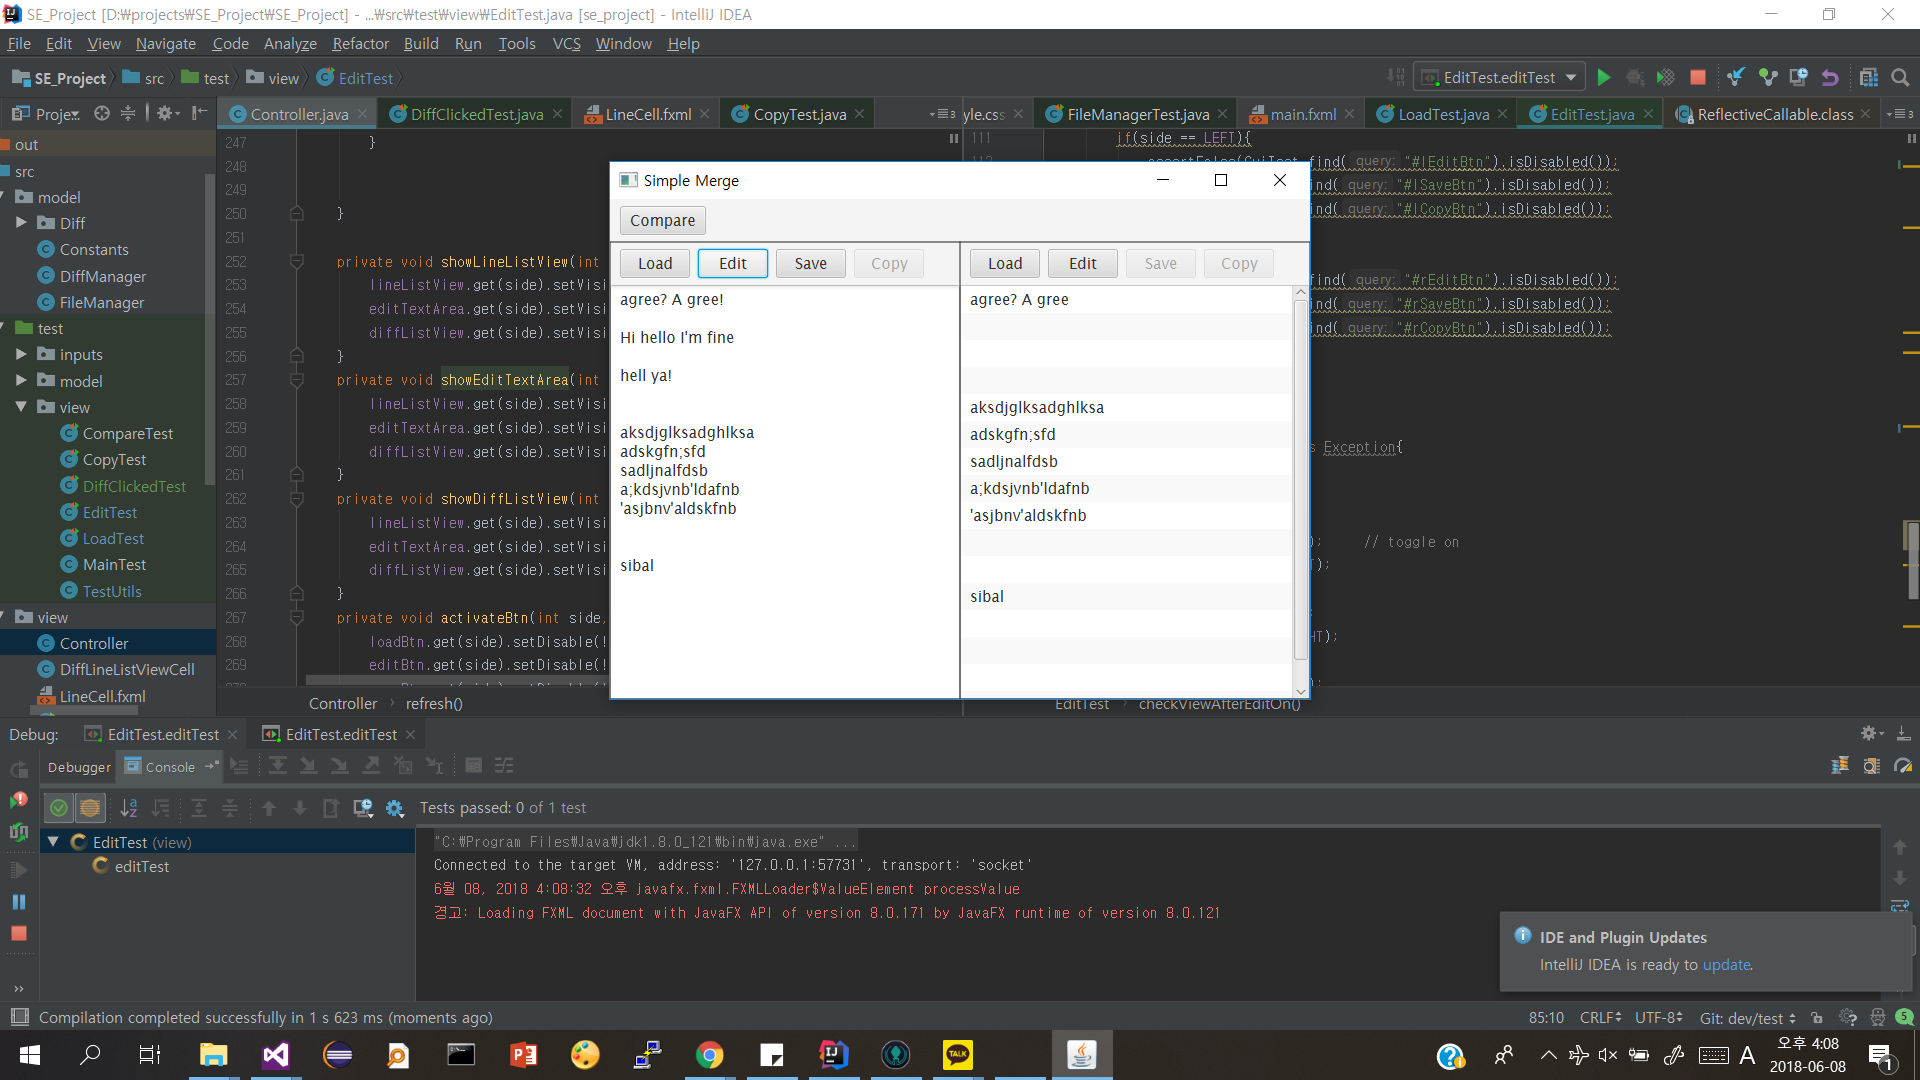 SE_Project [D:￦projects￦SE_Project￦SE_Project] - ...￦src￦test￦view￦EditTest.java [se_project] - IntelliJ IDEA
File Edit View Navigate Code Analyze Refactor Build Run Tools VCS Window Help
SE_Project src test view EditTest
EditTest.editTest
Proje..
Controller.java
DiffClickedTest.java
LineCell.fxml
CopyTest.java
yle.css
FileManagerTest.java
main.fxml
LoadTest.java
EditTest.java
ReflectiveCallable.class
out
src
model
Diff
Constants
DiffManager
FileManager
test
inputs
model
view
CompareTest
CopyTest
DiffClickedTest
EditTest
LoadTest
MainTest
TestUtils
view
Controller
DiffLineListViewCell
LineCell.fxml
247 }
248
249
250 }
251
252 private void showLineListView(int
253 lineListView.get(side).setVisi
254 editTextArea.get(side).setVisi
255 diffListView.get(side).setVisi
256 }
257 private void showEditTextArea(int
258 lineListView.get(side).setVisi
259 editTextArea.get(side).setVisi
260 diffListView.get(side).setVisi
261 }
262 private void showDiffListView(int
263 lineListView.get(side).setVisi
264 editTextArea.get(side).setVisi
265 diffListView.get(side).setVisi
266 }
267 private void activateBtn(int side,
268 loadBtn.get(side).setDisable(!
269 editBtn.get(side).setDisable(!
Controller refresh()
111 if(side == LEFT){
find( query: "#lEditBtn").isDisabled());
ind( query: "#lSaveBtn").isDisabled());
ind( query: "#lCopyBtn").isDisabled());
find( query: "#rEditBtn").isDisabled());
ind( query: "#rSaveBtn").isDisabled());
ind( query: "#rCopyBtn").isDisabled());
s Exception{
); // toggle on
T);
;
HT);
);
EditTest checkViewAfterEditOn()
Simple Merge
Compare
Load Edit Save Copy
agree? A gree!
Hi hello I'm fine
hell ya!
aksdjglksadghlksa
adskgfn;sfd
sadljnalfdsb
a;kdsjvnb'ldafnb
'asjbnv'aldskfnb
sibal
Load Edit Save Copy
agree? A gree
aksdjglksadghlksa
adskgfn;sfd
sadljnalfdsb
a;kdsjvnb'ldafnb
'asjbnv'aldskfnb
sibal
Debug: EditTest.editTest EditTest.editTest
Debugger Console
Tests passed: 0 of 1 test
EditTest (view)
editTest
"C:￦Program Files￦Java￦jdk1.8.0_121￦bin￦java.exe" ...
Connected to the target VM, address: '127.0.0.1:57731', transport: 'socket'
6월 08, 2018 4:08:32 오후 javafx.fxml.FXMLLoader$ValueElement processValue
경고: Loading FXML document with JavaFX API of version 8.0.171 by JavaFX runtime of version 8.0.121
IDE and Plugin Updates
IntelliJ IDEA is ready to update.
Compilation completed successfully in 1 s 623 ms (moments ago)
85:10 CRLF UTF-8 Git: dev/test 5
TALK
A
오후 4:08
2018-06-08
1